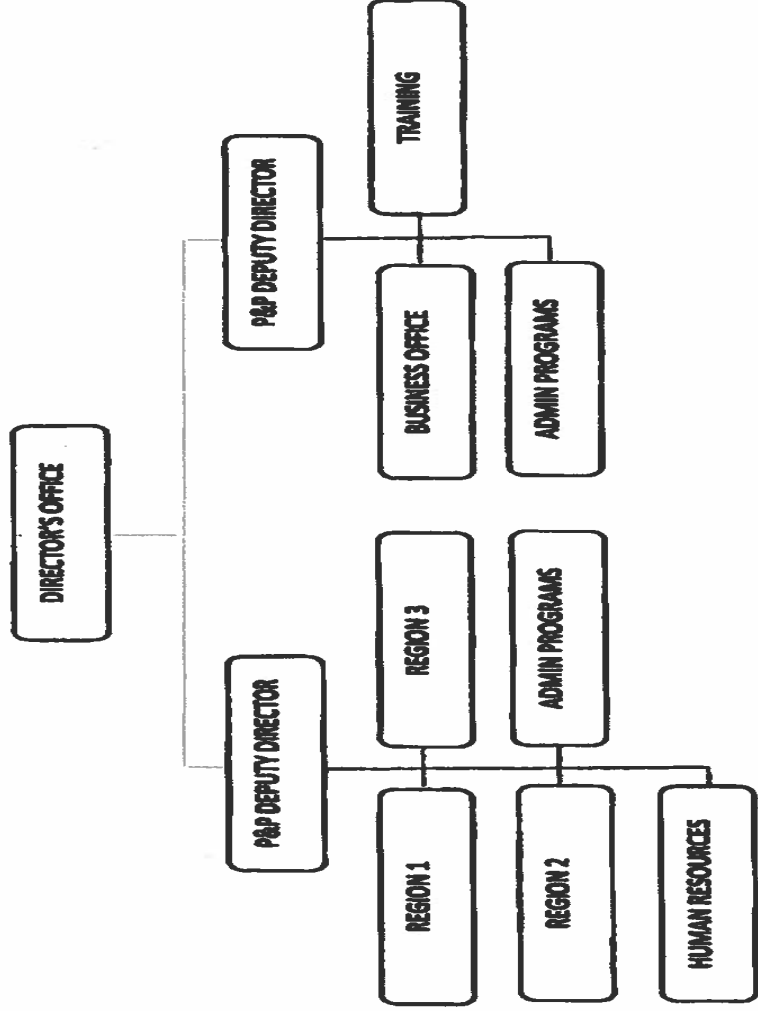 DIRECTOR'S OFFICE
P&P DEPUTY DIRECTOR
P&P DEPUTY DIRECTOR
REGION 1
REGION 3
BUSINESS OFFICE
TRAINING
REGION 2
ADMIN PROGRAMS
ADMIN PROGRAMS
HUMAN RESOURCES